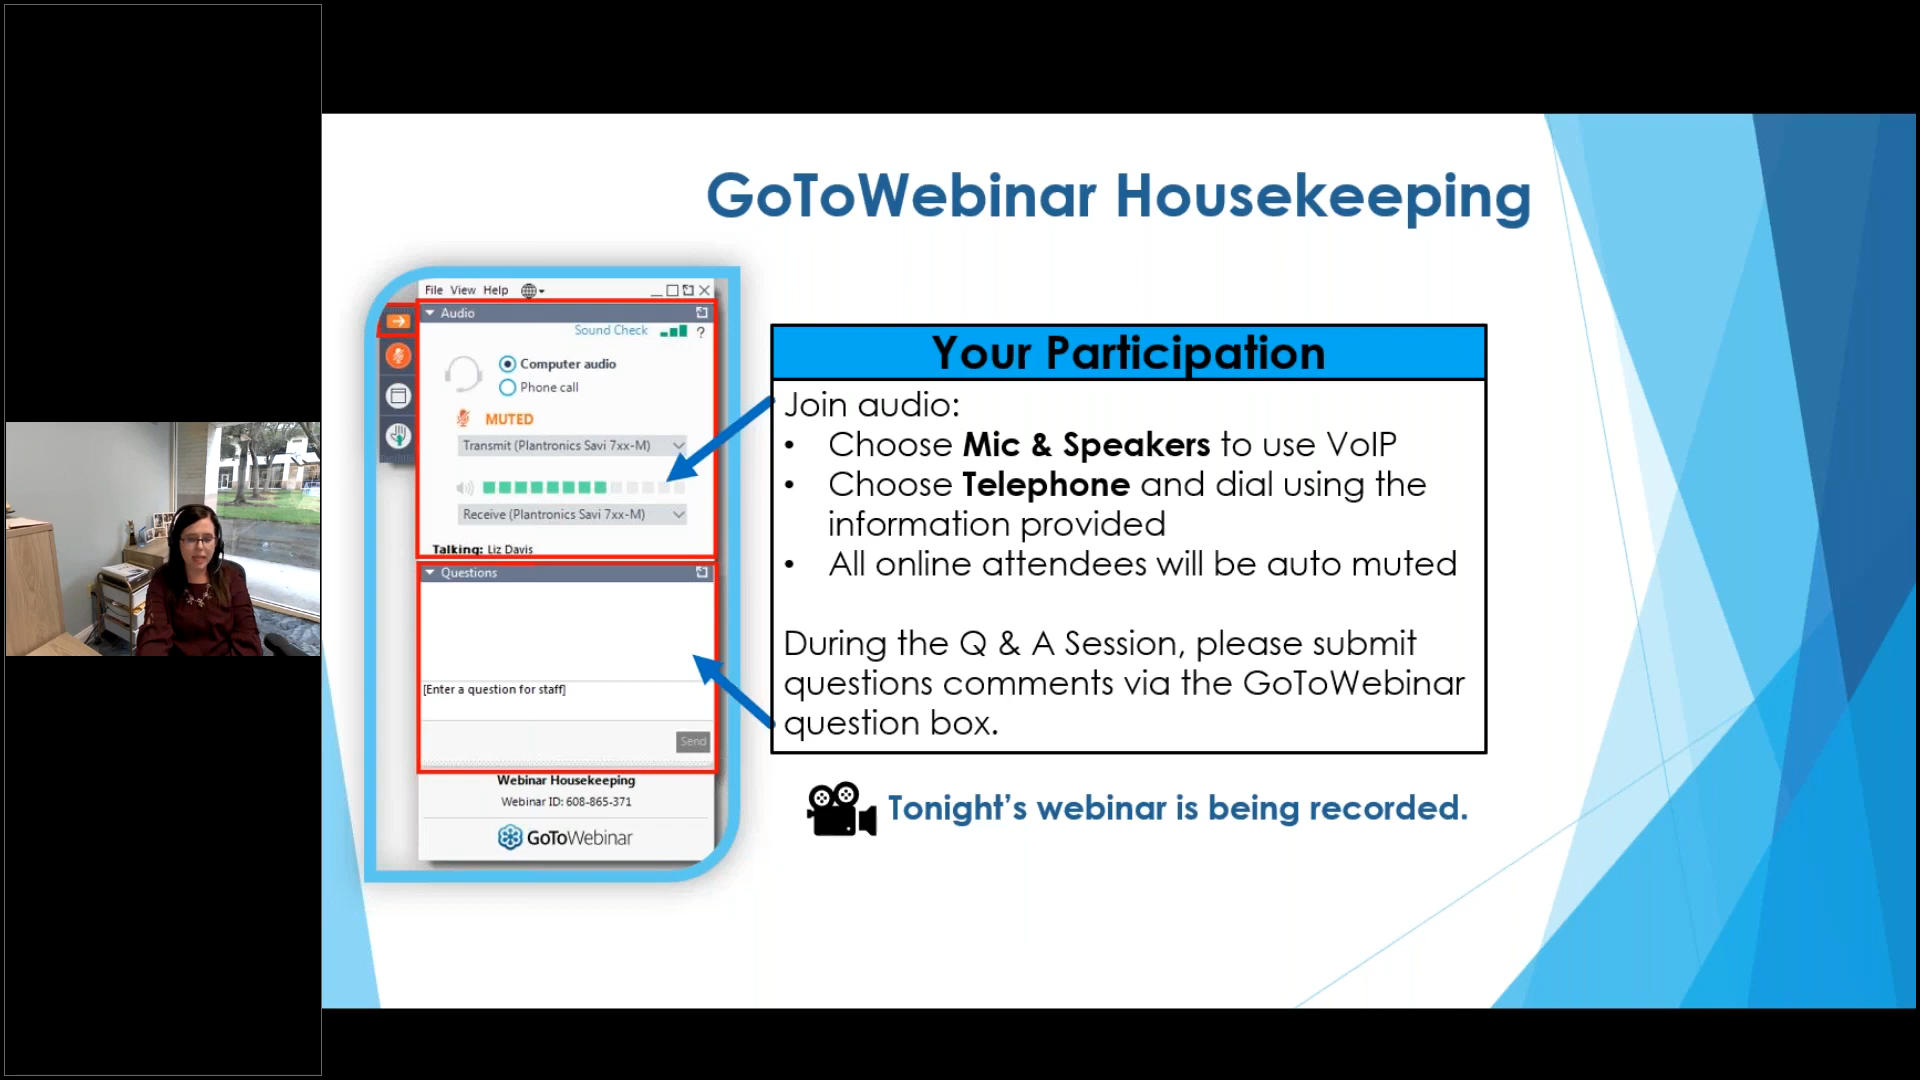 GoToWebinar Housekeeping
File View Help
Audio
Sound Check ?
Computer audio
Phone call
MUTED
Transmit (Plantronics Savi 7xx-M)
Receive (Plantronics Savi 7xx-M)
Talking: Liz Davis
Questions
[Enter a question for staff]
Send
Webinar Housekeeping
Webinar ID: 608-865-371
GoToWebinar
Your Participation
Join audio:
• Choose Mic & Speakers to use VoIP
• Choose Telephone and dial using the
information provided
• All online attendees will be auto muted
During the Q & A Session, please submit
questions comments via the GoToWebinar
question box.
Tonight's webinar is being recorded.